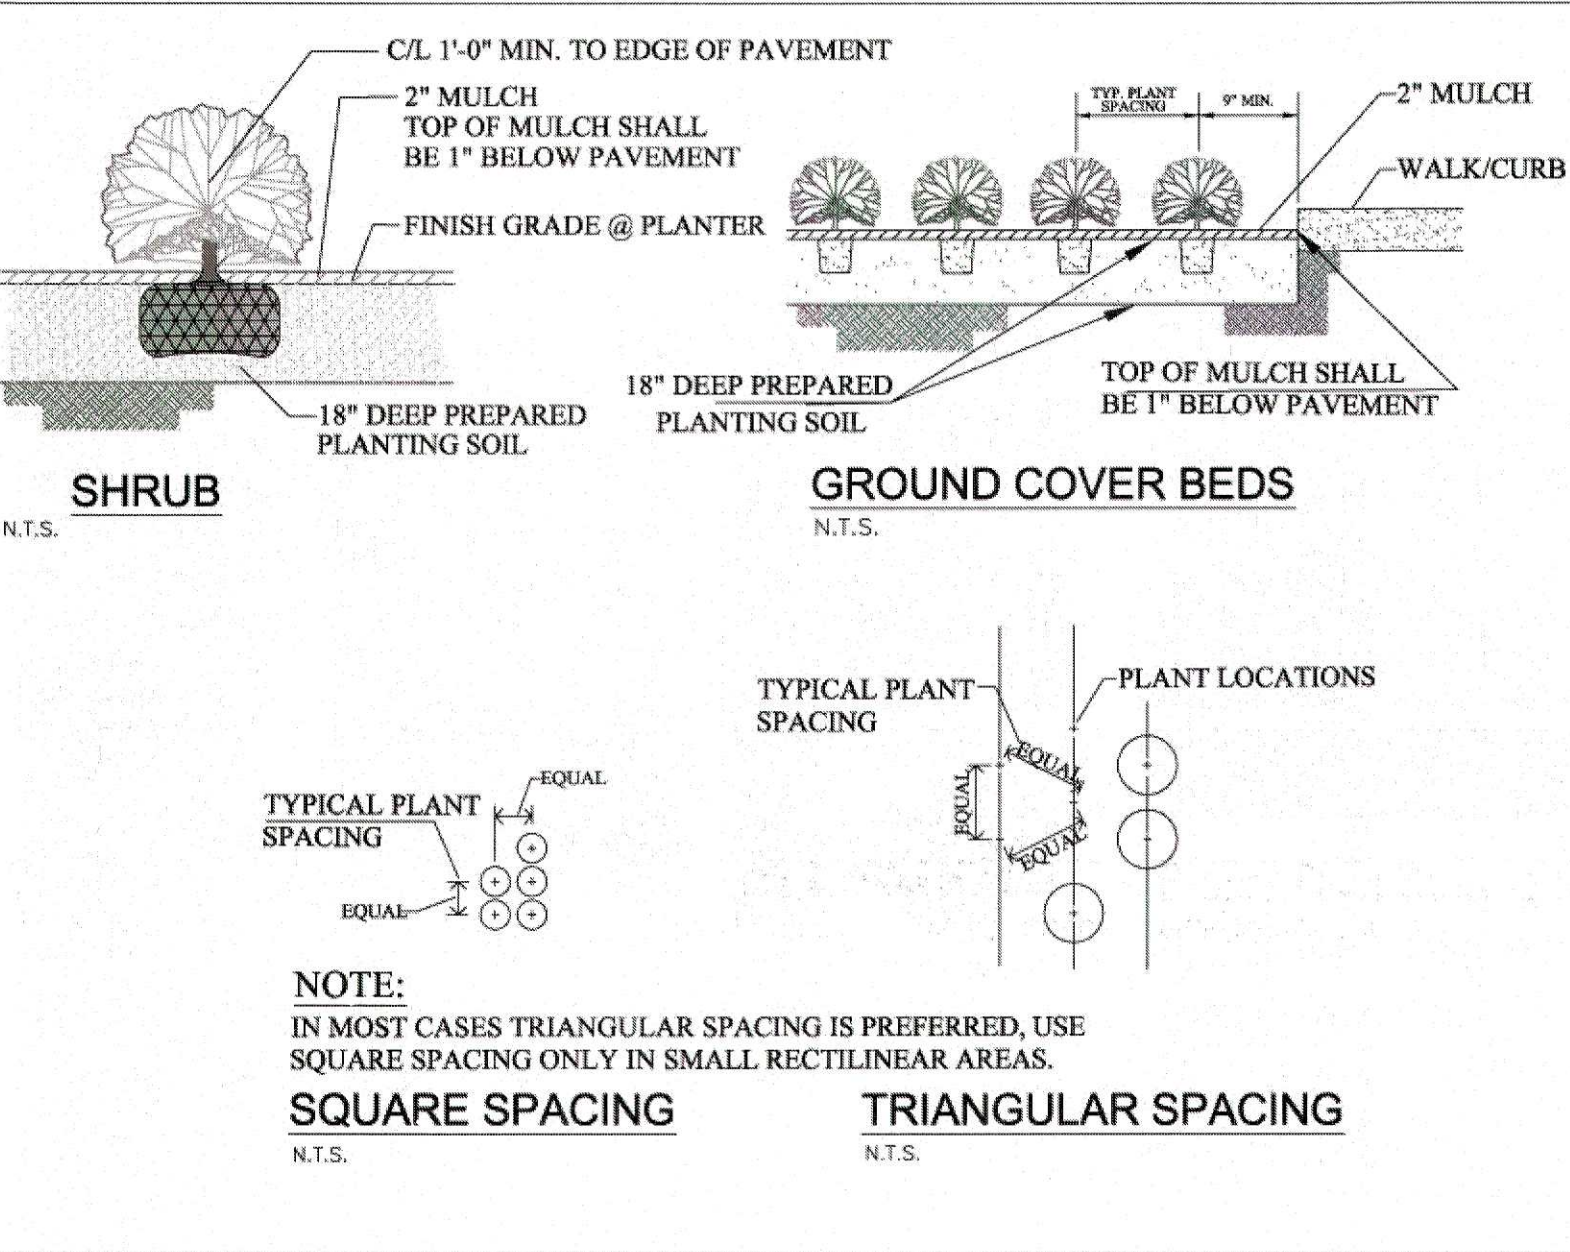 C/L 1'-0" MIN. TO EDGE OF PAVEMENT
2" MULCH
TOP OF MULCH SHALL
BE 1" BELOW PAVEMENT
FINISH GRADE @ PLANTER
18" DEEP PREPARED
PLANTING SOIL
SHRUB
N.T.S.
TYP. PLANT
SPACING
9" MIN.
2" MULCH
WALK/CURB
18" DEEP PREPARED
PLANTING SOIL
TOP OF MULCH SHALL
BE 1" BELOW PAVEMENT
GROUND COVER BEDS
N.T.S.
EQUAL
TYPICAL PLANT
SPACING
EQUAL
TYPICAL PLANT
SPACING
PLANT LOCATIONS
EQUAL
EQUAL
EQUAL
NOTE:
IN MOST CASES TRIANGULAR SPACING IS PREFERRED, USE
SQUARE SPACING ONLY IN SMALL RECTILINEAR AREAS.
SQUARE SPACING
N.T.S.
TRIANGULAR SPACING
N.T.S.